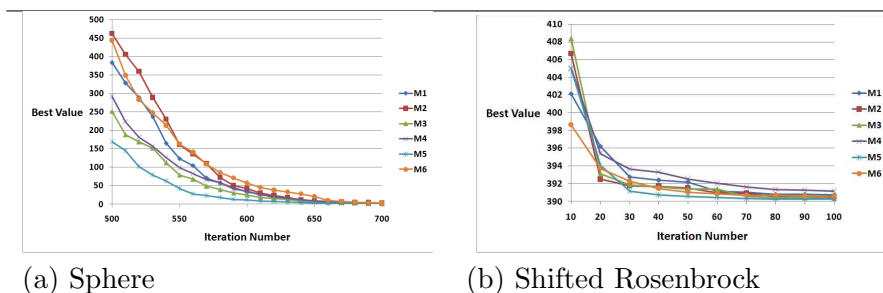 500
450
400
350
300
250
200
150
100
50
0
Best Value
500 550 600 650 700
Iteration Number
M1
M2
M3
M4
M5
M6
(a) Sphere
410
408
406
404
402
400
398
396
394
392
390
Best Value
10 20 30 40 50 60 70 80 90 100
Iteration Number
M1
M2
M3
M4
M5
M6
(b) Shifted Rosenbrock